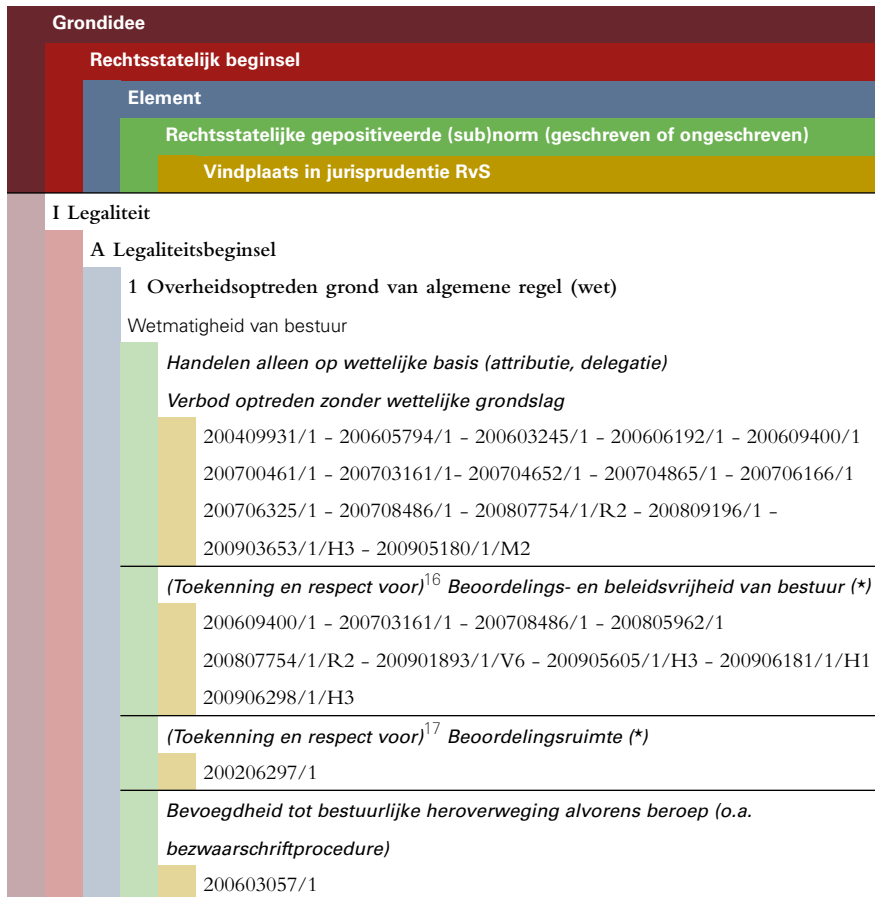 Grondidee
Rechtsstatelijk beginsel
Element
Rechtsstatelijke gepositiveerde (sub)norm (geschreven of ongeschreven)
Vindplaats in jurisprudentie RvS
I Legaliteit
A Legaliteitsbeginsel
1 Overheidsoptreden grond van algemene regel (wet)
Wetmatigheid van bestuur
Handelen alleen op wettelijke basis (attributie, delegatie)
Verbod optreden zonder wettelijke grondslag
200409931/1 – 200605794/1 – 200603245/1 – 200606192/1 – 200609400/1
200700461/1 – 200703161/1– 200704652/1 – 200704865/1 – 200706166/1
200706325/1 – 200708486/1 – 200807754/1/R2 – 200809196/1 –
200903653/1/H3 – 200905180/1/M2
(Toekenning en respect voor)16 Beoordelings- en beleidsvrijheid van bestuur (*)
200609400/1 – 200703161/1 – 200708486/1 – 200805962/1
200807754/1/R2 – 200901893/1/V6 – 200905605/1/H3 – 200906181/1/H1
200906298/1/H3
(Toekenning en respect voor)17 Beoordelingsruimte (*)
200206297/1
Bevoegdheid tot bestuurlijke heroverweging alvorens beroep (o.a.
bezwaarschriftprocedure)
200603057/1